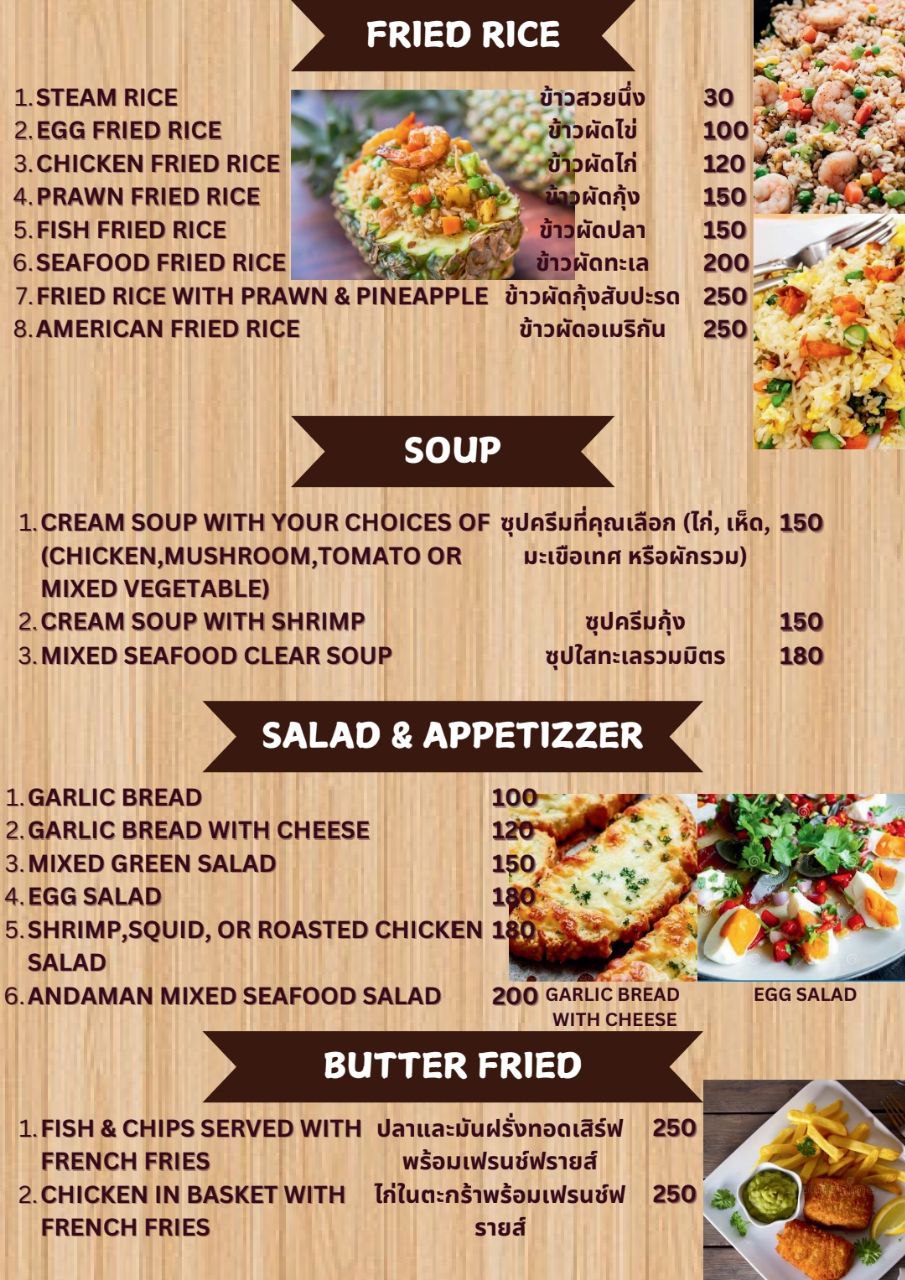 FRIED RICE
1. STEAM RICE ข้าวสวยนึ่ง 30
2. EGG FRIED RICE ข้าวผัดไข่ 100
3. CHICKEN FRIED RICE ข้าวผัดไก่ 120
4. PRAWN FRIED RICE ข้าวผัดกุ้ง 150
5. FISH FRIED RICE ข้าวผัดปลา 150
6. SEAFOOD FRIED RICE ข้าวผัดทะเล 200
7. FRIED RICE WITH PRAWN & PINEAPPLE ข้าวผัดกุ้งสับปะรด 250
8. AMERICAN FRIED RICE ข้าวผัดอเมริกัน 250
SOUP
1. CREAM SOUP WITH YOUR CHOICES OF ซุปครีมที่คุณเลือก (ไก่, เห็ด, 150
(CHICKEN,MUSHROOM,TOMATO OR มะเขือเทศ หรือผักรวม)
MIXED VEGETABLE)
2. CREAM SOUP WITH SHRIMP ซุปครีมกุ้ง 150
3. MIXED SEAFOOD CLEAR SOUP ซุปใสทะเลรวมมิตร 180
SALAD & APPETIZZER
1. GARLIC BREAD 100
2. GARLIC BREAD WITH CHEESE 120
3. MIXED GREEN SALAD 150
4. EGG SALAD 180
5. SHRIMP,SQUID, OR ROASTED CHICKEN 180
SALAD
6. ANDAMAN MIXED SEAFOOD SALAD 200
GARLIC BREAD
WITH CHEESE
EGG SALAD
BUTTER FRIED
1. FISH & CHIPS SERVED WITH ปลาและมันฝรั่งทอดเสิร์ฟ 250
FRENCH FRIES พร้อมเฟรนช์ฟรายส์
2. CHICKEN IN BASKET WITH ไก่ในตะกร้าพร้อมเฟรนช์ฟ 250
FRENCH FRIES รายส์